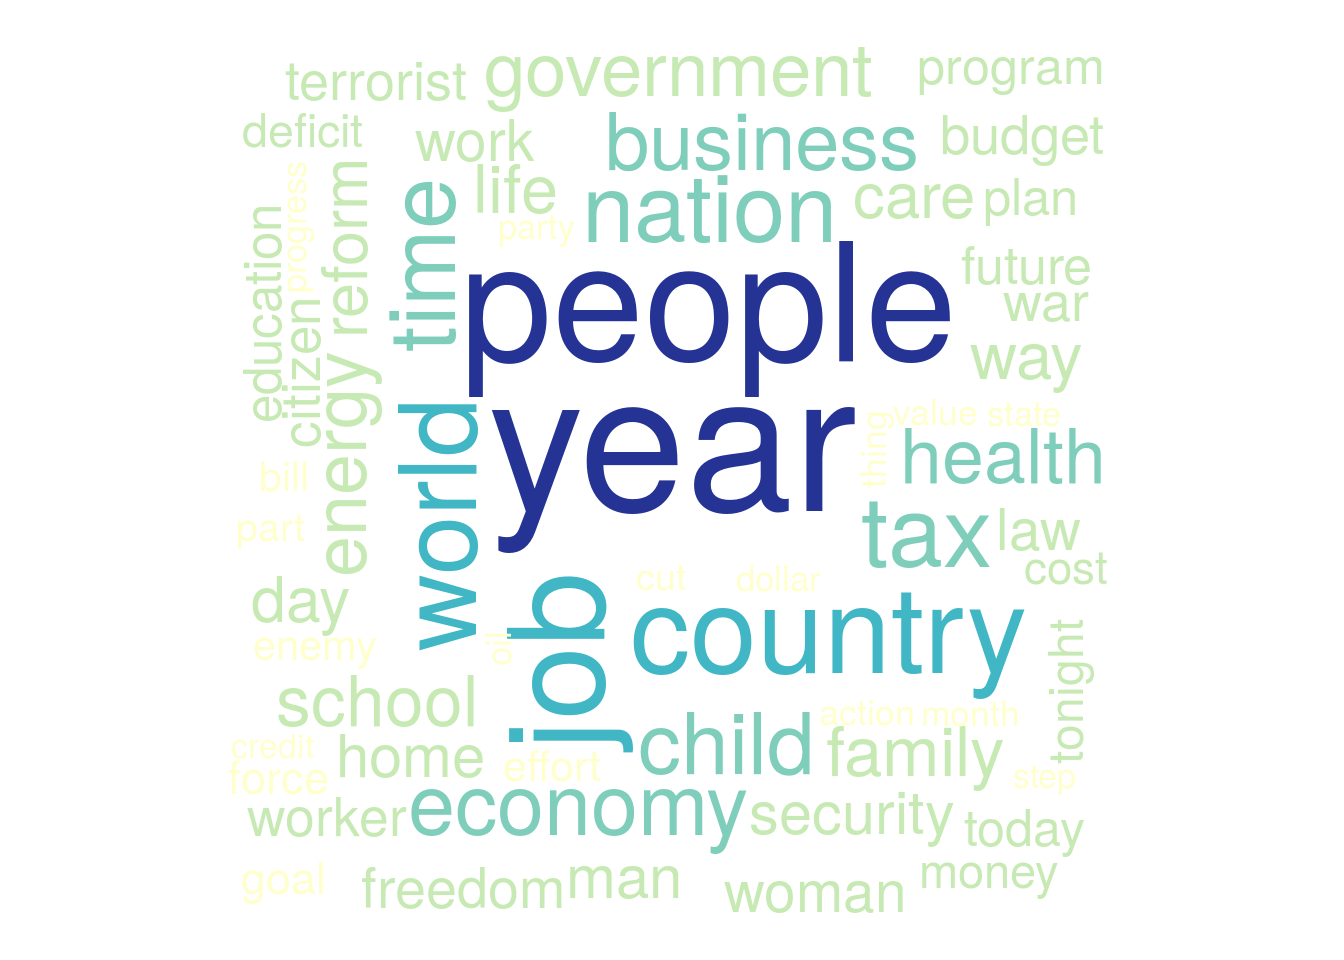 government
program
terrorist
deficit
work
business
budget
life
nation
care
plan
party
time
reform
progress
education
citizen
energy
people
future
war
way
world
year
value
state
thing
health
bill
part
tax
law
cost
day
enemy
oil
job
cut
dollar
country
tonight
school
child
action
month
family
step
credit
force
home
effort
worker
economy
security
today
goal
freedom
man
woman
money